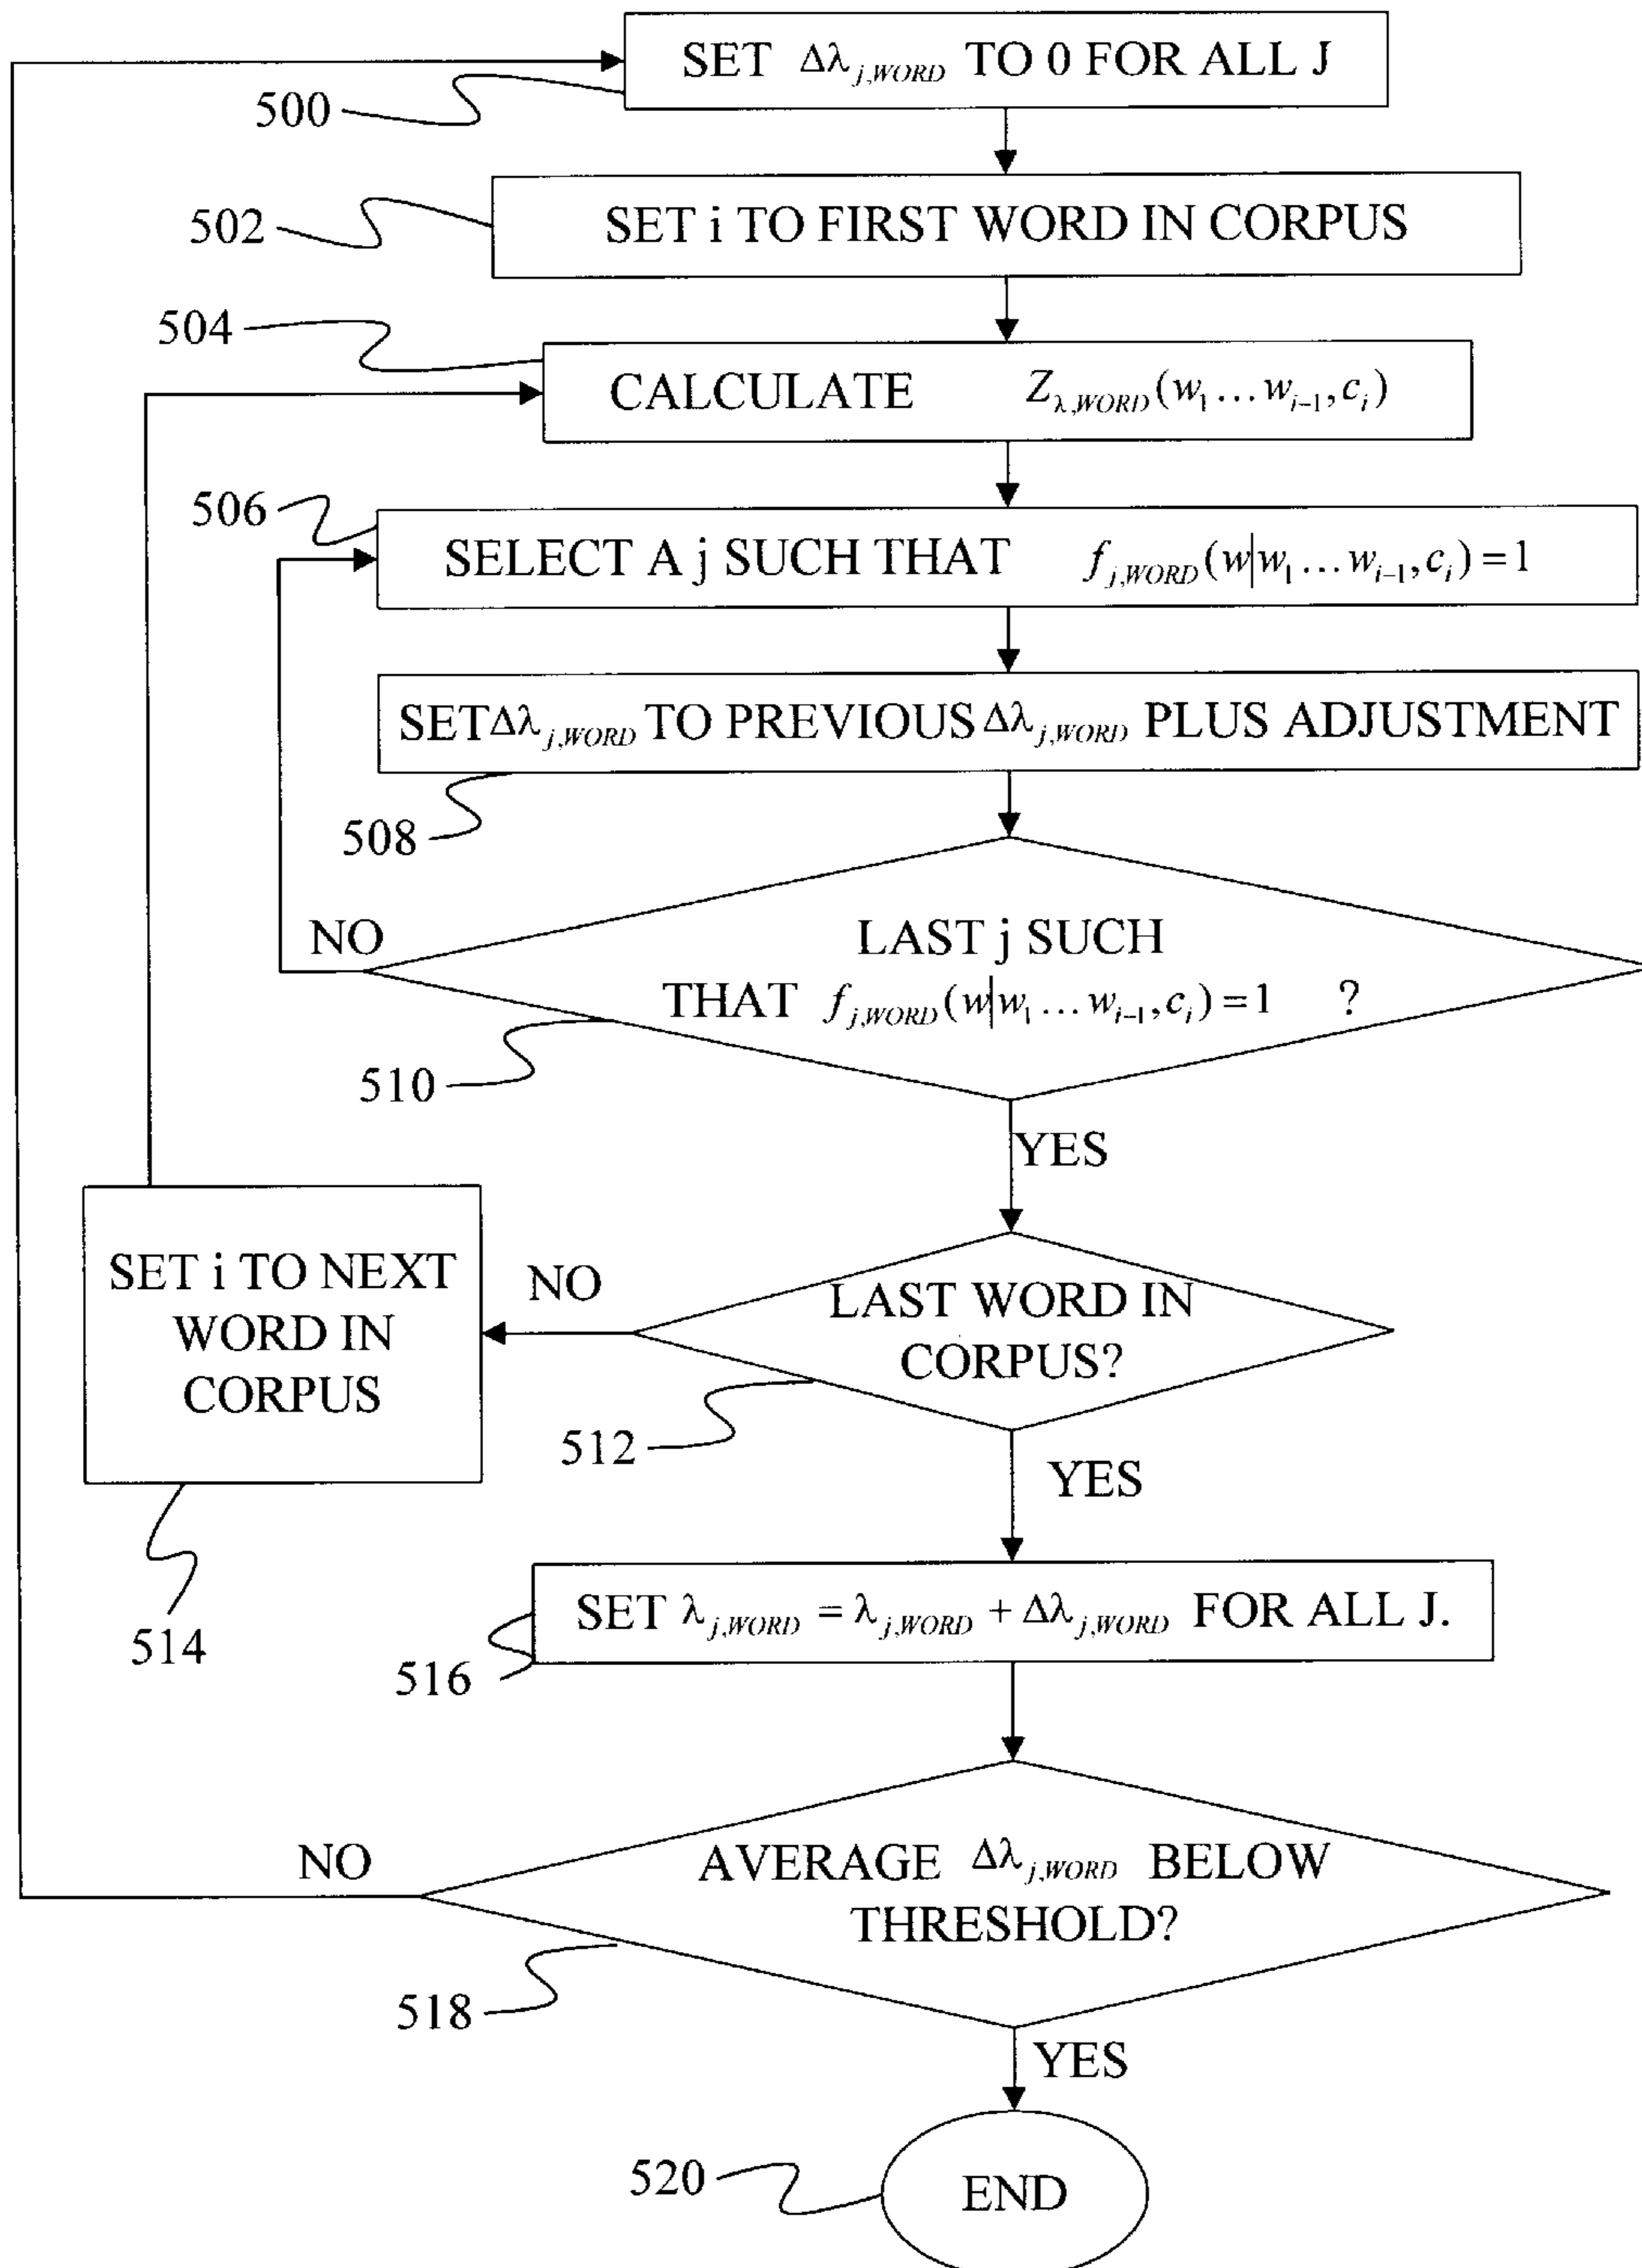 SET Δλ_{j,WORD} TO 0 FOR ALL J
500
SET i TO FIRST WORD IN CORPUS
502
504
CALCULATE Z_{λ,WORD}(w_1…w_{i-1},c_i)
506
SELECT A j SUCH THAT f_{j,WORD}(w|w_1…w_{i-1},c_i)=1
SET Δλ_{j,WORD} TO PREVIOUS Δλ_{j,WORD} PLUS ADJUSTMENT
508
NO
LAST j SUCH
THAT f_{j,WORD}(w|w_1…w_{i-1},c_i)=1 ?
510
YES
SET i TO NEXT
WORD IN
CORPUS
NO
LAST WORD IN
CORPUS?
512
YES
514
SET λ_{j,WORD} = λ_{j,WORD} + Δλ_{j,WORD} FOR ALL J.
516
NO
AVERAGE Δλ_{j,WORD} BELOW
THRESHOLD?
518
YES
520
END